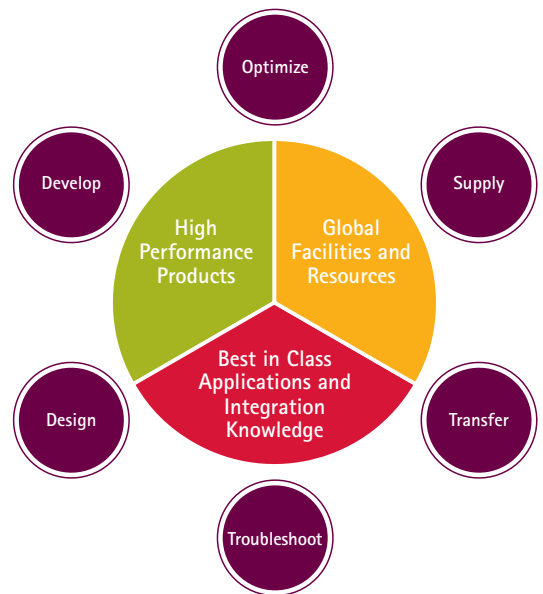 Optimize
Develop
Supply
High
Performance
Products
Global
Facilities and
Resources
Best in Class
Applications and
Integration
Knowledge
Design
Transfer
Troubleshoot